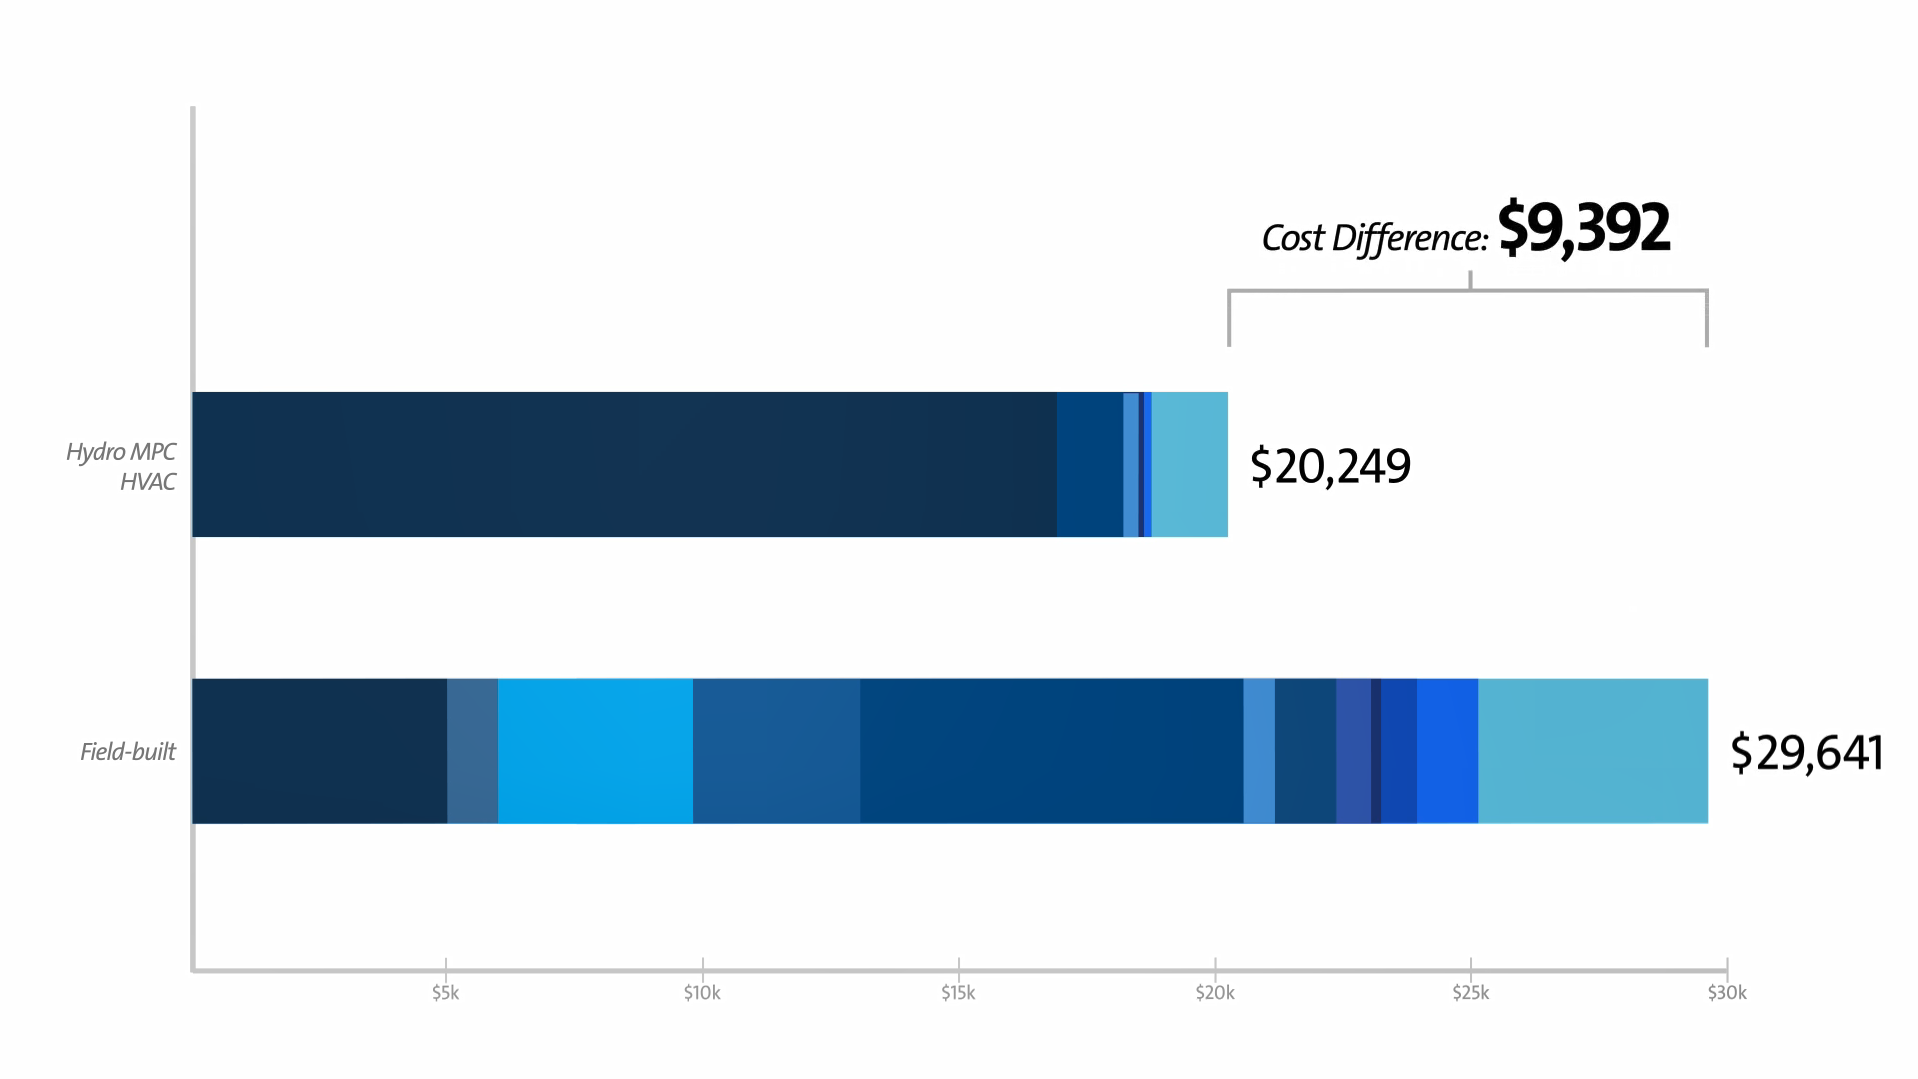 Cost Difference: $9,392
Hydro MPC
HVAC
$20,249
Field-built
$29,641
$5k
$10k
$15k
$20k
$25k
$30k